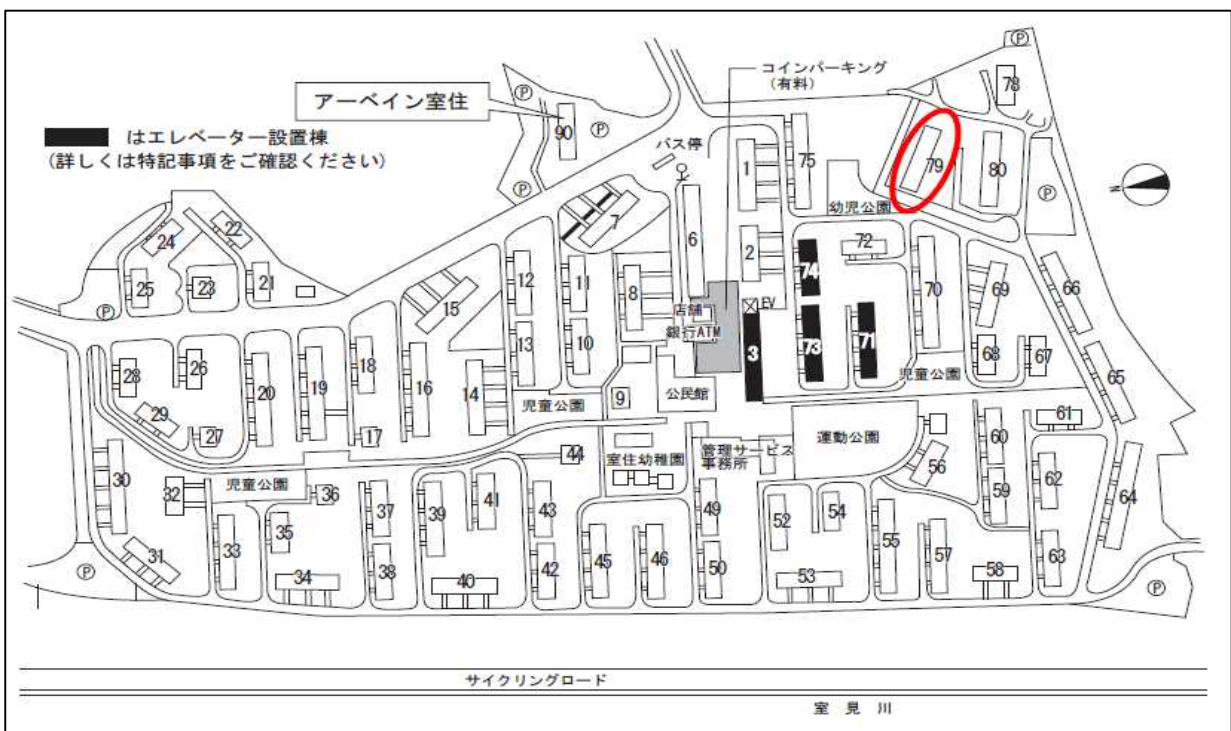 コインパーキング
(有料)
アーベイン室住
はエレベーター設置棟
(詳しくは特記事項をご確認ください)
バス停
P
P
P
P
P
P
P
P
N
90
78
75
1
79
80
7
幼児公園
22
24
6
2
72
25
23
21
12
11
8
74
70
69
66
15
店舗
EV
銀行ATM
13
10
3
73
71
28
26
20
19
18
16
14
68
67
65
児童公園
公民館
9
児童公園
29
27
17
運動公園
61
60
44
室住幼稚園
管理サービス
事務所
56
30
32
児童公園
36
37
39
41
43
49
52
54
59
62
64
33
35
45
46
55
57
63
31
34
38
40
42
50
53
58
サイクリングロード
室見川